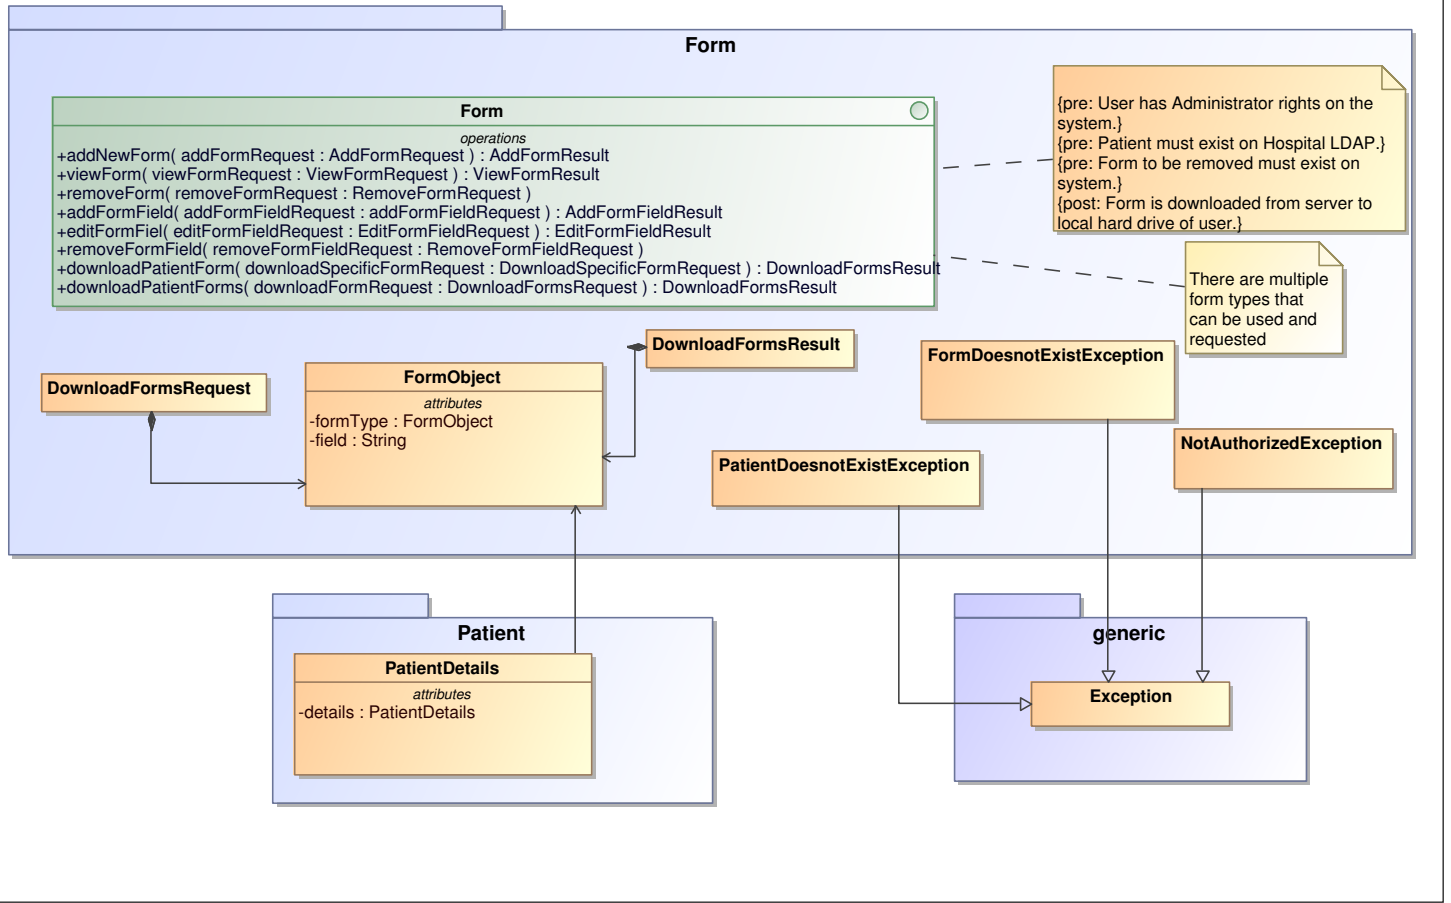 Form
Form
operations
+addNewForm( addFormRequest : AddFormRequest ) : AddFormResult
+viewForm( viewFormRequest : ViewFormRequest ) : ViewFormResult
+removeForm( removeFormRequest : RemoveFormRequest )
+addFormField( addFormFieldRequest : addFormFieldRequest ) : AddFormFieldResult
+editFormFiel( editFormFieldRequest : EditFormFieldRequest ) : EditFormFieldResult
+removeFormField( removeFormFieldRequest : RemoveFormFieldRequest )
+downloadPatientForm( downloadSpecificFormRequest : DownloadSpecificFormRequest ) : DownloadFormsResult
+downloadPatientForms( downloadFormRequest : DownloadFormsRequest ) : DownloadFormsResult
{pre: User has Administrator rights on the
system.}
{pre: Patient must exist on Hospital LDAP.}
{pre: Form to be removed must exist on
system.}
{post: Form is downloaded from server to
local hard drive of user.}
There are multiple
form types that
can be used and
requested
DownloadFormsResult
FormDoesnotExistException
DownloadFormsRequest
FormObject
attributes
-formType : FormObject
-field : String
PatientDoesnotExistException
NotAuthorizedException
Patient
PatientDetails
attributes
-details : PatientDetails
generic
Exception